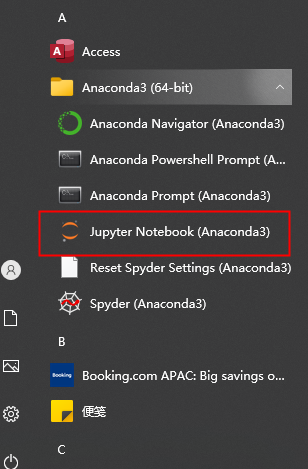 A
Access
Anaconda3 (64-bit)
Anaconda Navigator (Anaconda3)
Anaconda Powershell Prompt (A...
Anaconda Prompt (Anaconda3)
Jupyter Notebook (Anaconda3)
Reset Spyder Settings (Anaconda3)
Spyder (Anaconda3)
B
Booking.com APAC: Big savings o...
便笺
C